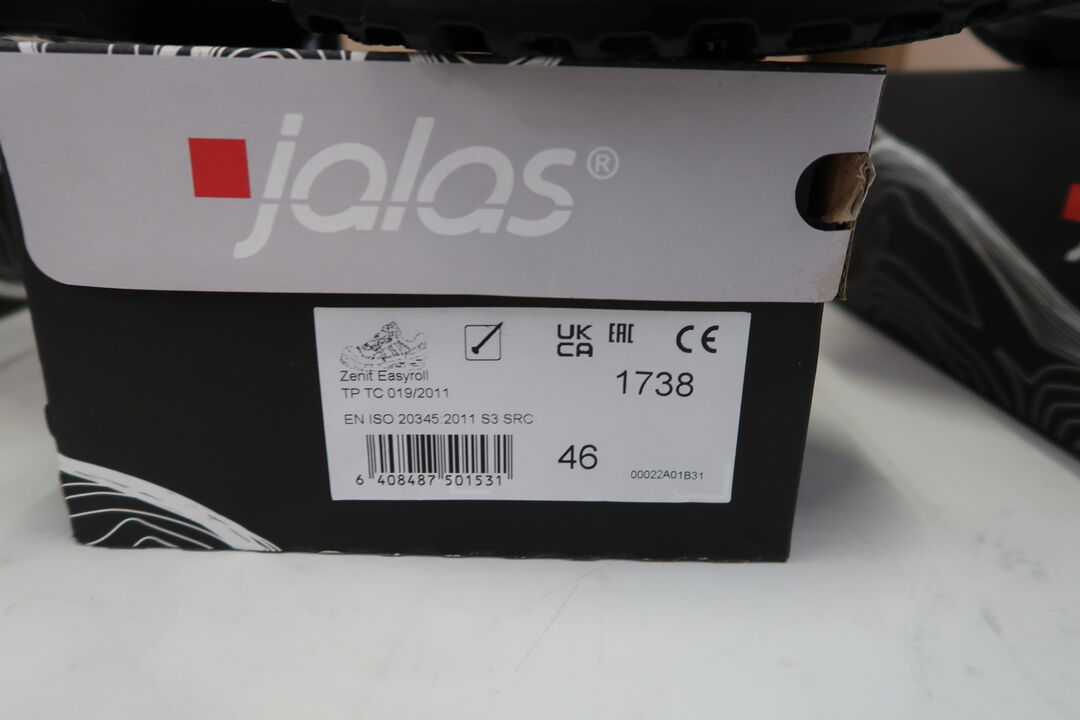 jalas®
UK
CA
EAC
CE
Zenit Easyroll
TP TC 019/2011
1738
EN ISO 20345:2011 S3 SRC
46
6 408487 501531
00022A01B31